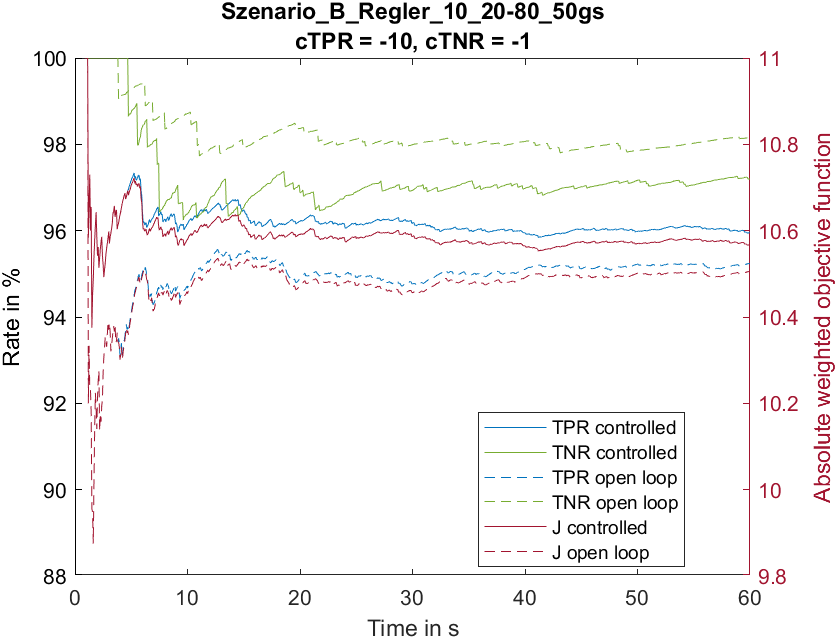 Szenario_B_Regler_10_20-80_50gs
cTPR = -10, cTNR = -1
100
98
96
94
92
90
88
Rate in %
11
10.8
10.6
10.4
10.2
10
9.8
Absolute weighted objective function
TPR controlled
TNR controlled
TPR open loop
TNR open loop
J controlled
J open loop
0
10
20
30
40
50
60
Time in s